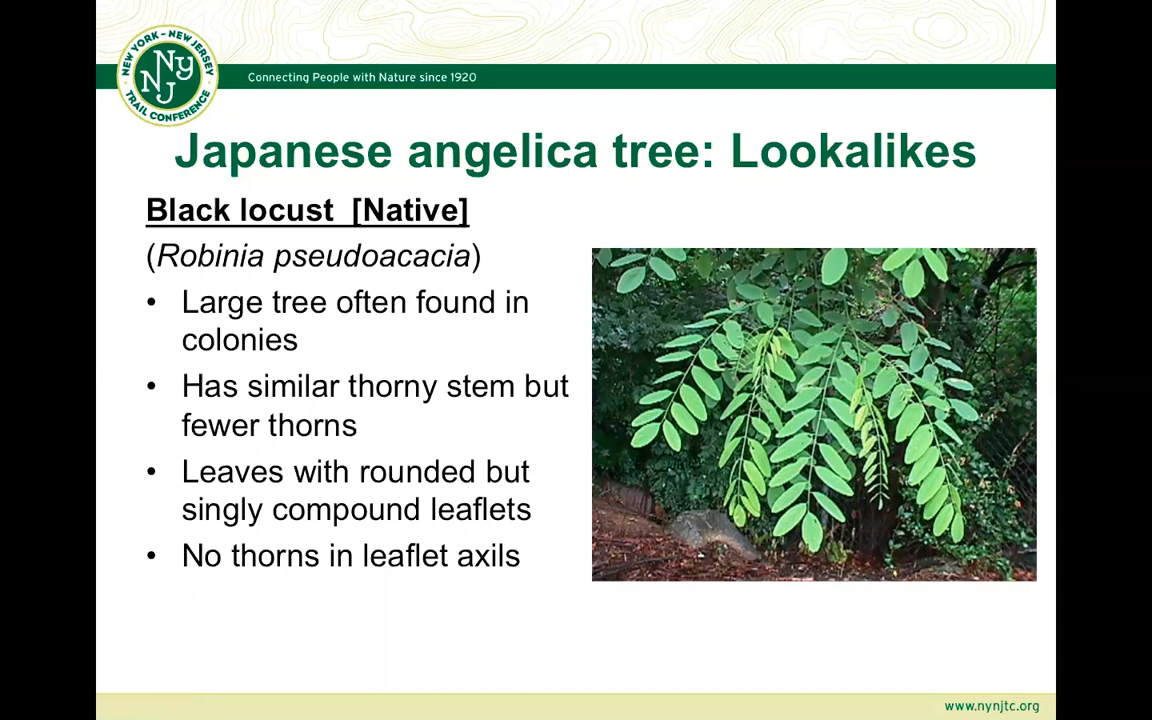 NEW YORK - NEW JERSEY
NY
NJ
TRAIL CONFERENCE
Connecting People with Nature since 1920
Japanese angelica tree: Lookalikes
Black locust  [Native]
(Robinia pseudoacacia)
• Large tree often found in
colonies
• Has similar thorny stem but
fewer thorns
• Leaves with rounded but
singly compound leaflets
• No thorns in leaflet axils
www.nynjtc.org